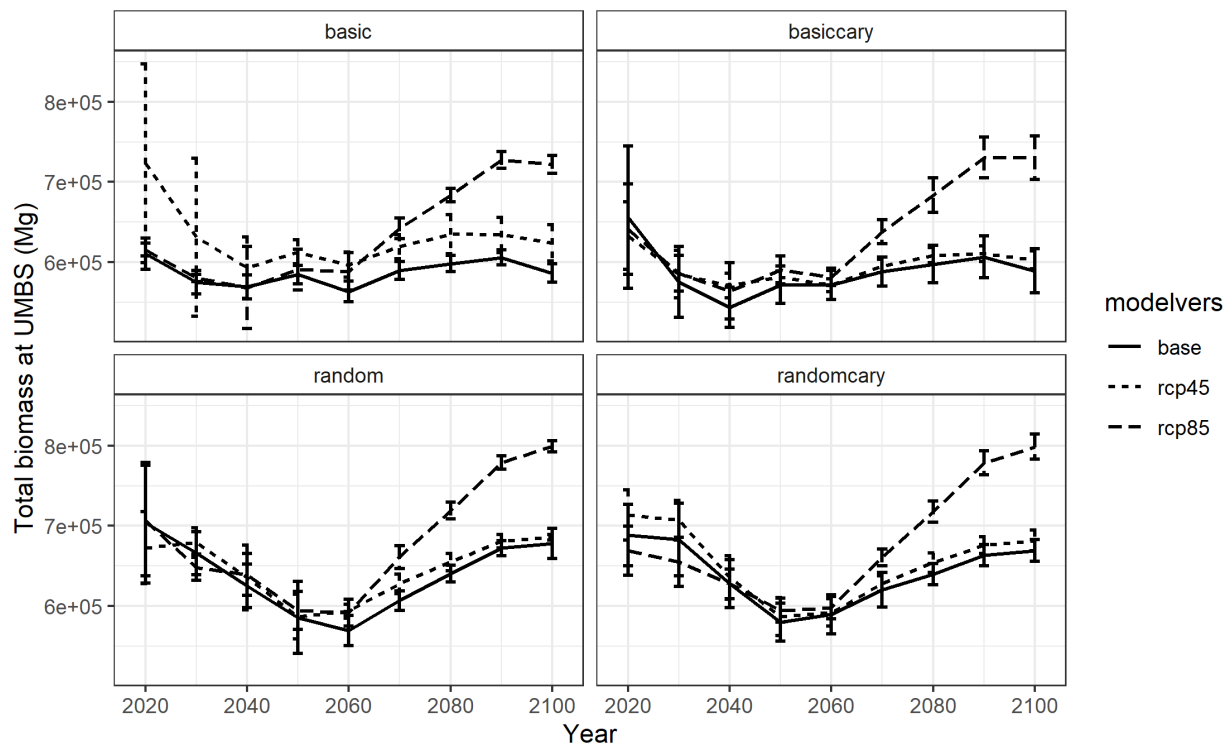 basic
basiccary
8e+05
7e+05
6e+05
random
randomcary
8e+05
7e+05
6e+05
2020 2040 2060 2080 2100
2020 2040 2060 2080 2100
Year
Total biomass at UMBS (Mg)
modelvers
base
rcp45
rcp85